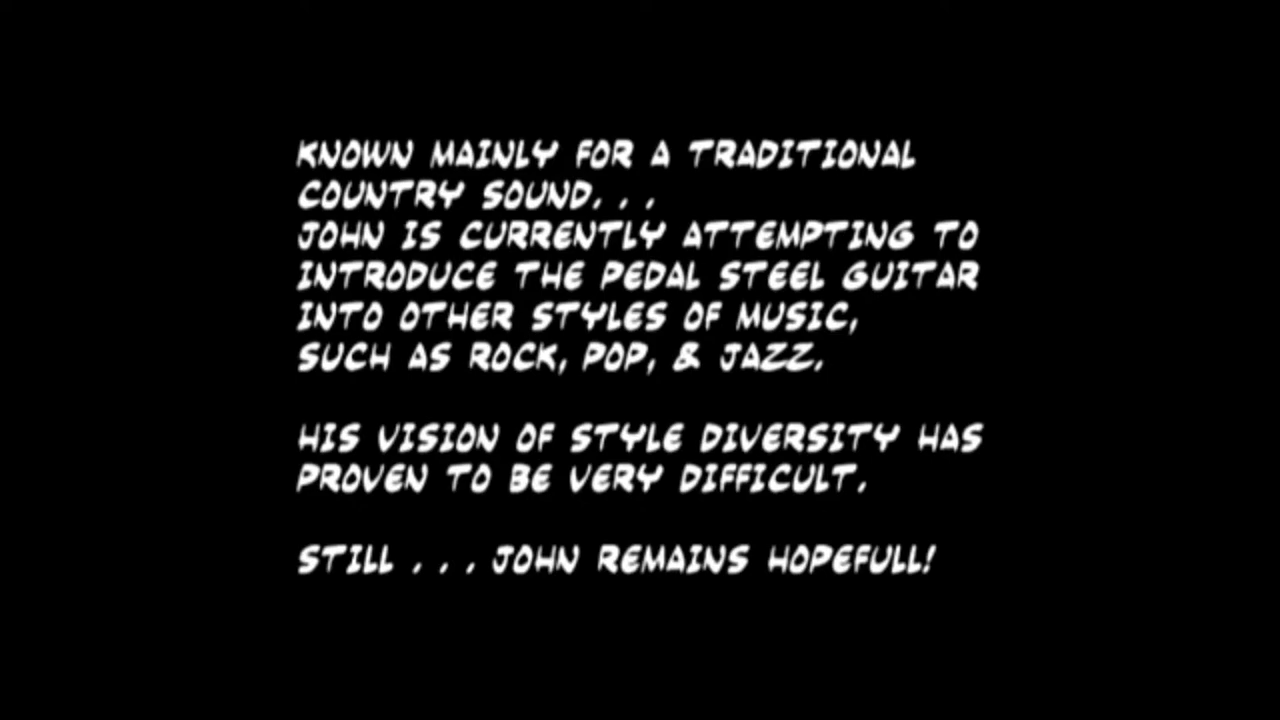 KNOWN MAINLY FOR A TRADITIONAL
COUNTRY SOUND. . .
JOHN IS CURRENTLY ATTEMPTING TO
INTRODUCE THE PEDAL STEEL GUITAR
INTO OTHER STYLES OF MUSIC,
SUCH AS ROCK, POP, & JAZZ.
HIS VISION OF STYLE DIVERSITY HAS
PROVEN TO BE VERY DIFFICULT.
STILL . . . JOHN REMAINS HOPEFULL!